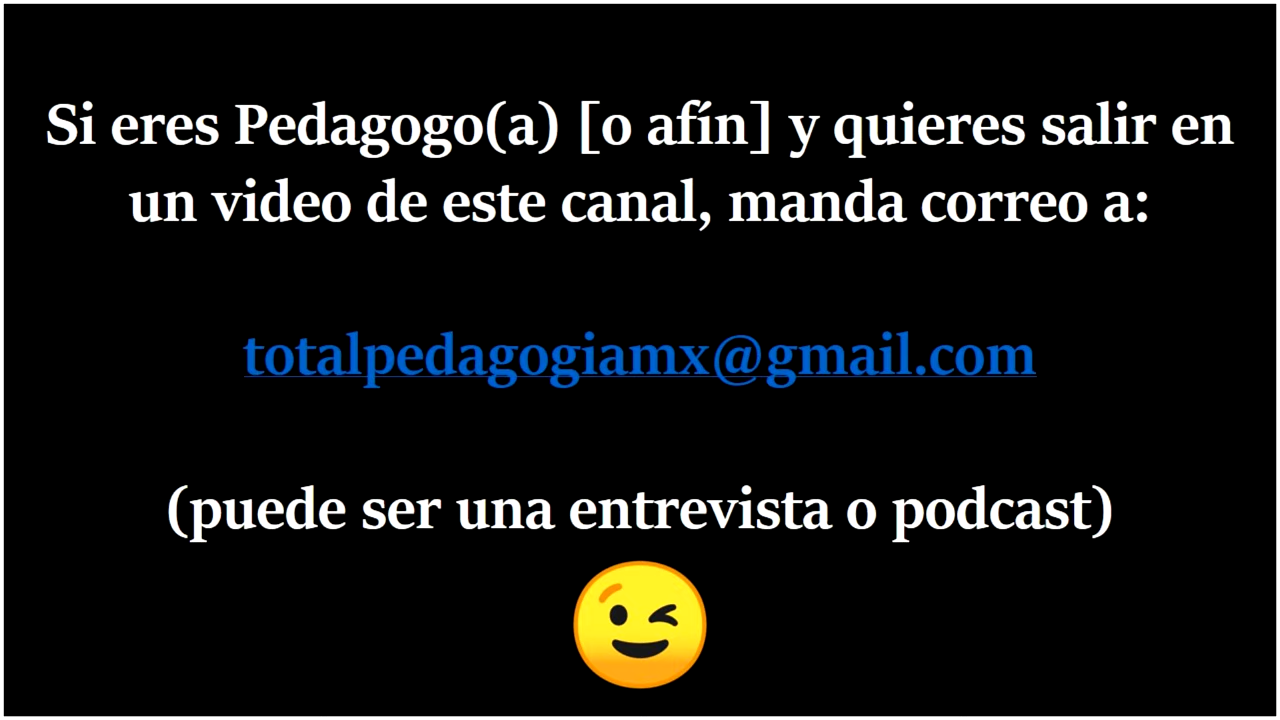 Si eres Pedagogo(a) [o afín] y quieres salir en
un video de este canal, manda correo a:
totalpedagogiamx@gmail.com
(puede ser una entrevista o podcast)